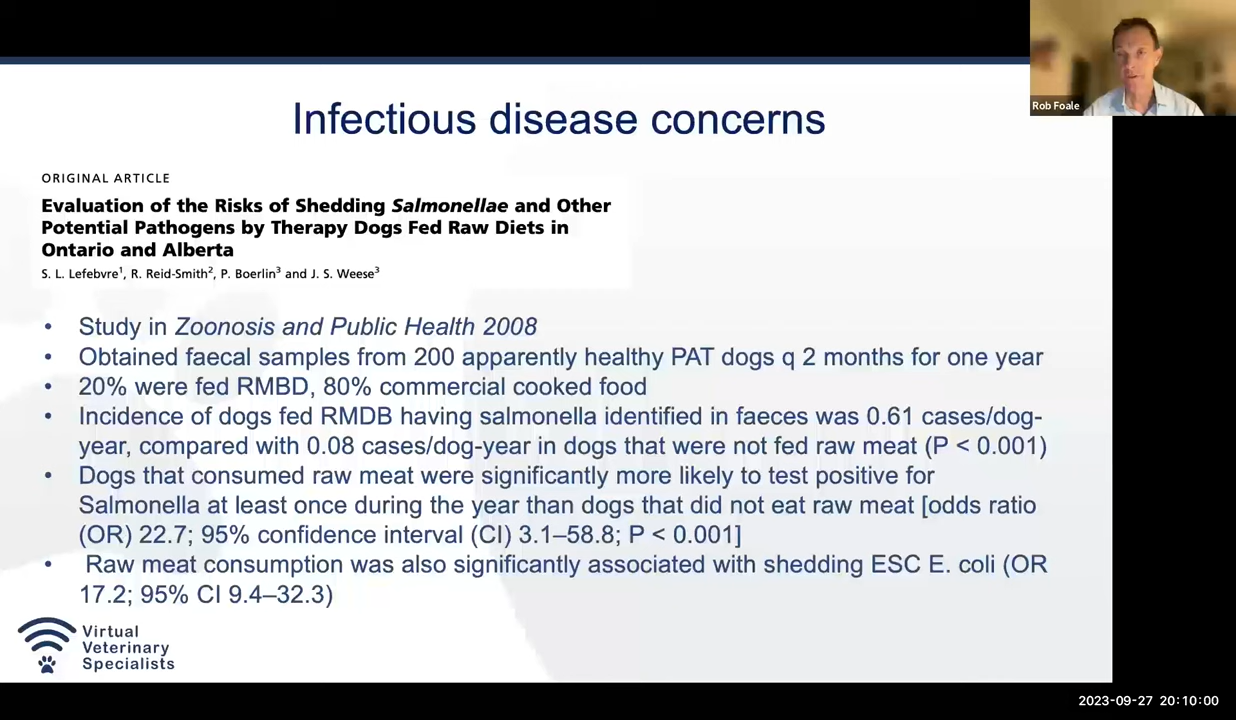 Rob Foale
Infectious disease concerns
ORIGINAL ARTICLE
Evaluation of the Risks of Shedding Salmonellae and Other
Potential Pathogens by Therapy Dogs Fed Raw Diets in
Ontario and Alberta
S. L. Lefebvre1, R. Reid-Smith2, P. Boerlin3 and J. S. Weese3
• Study in Zoonosis and Public Health 2008
• Obtained faecal samples from 200 apparently healthy PAT dogs q 2 months for one year
• 20% were fed RMBD, 80% commercial cooked food
• Incidence of dogs fed RMDB having salmonella identified in faeces was 0.61 cases/dog-
year, compared with 0.08 cases/dog-year in dogs that were not fed raw meat (P < 0.001)
• Dogs that consumed raw meat were significantly more likely to test positive for
Salmonella at least once during the year than dogs that did not eat raw meat [odds ratio
(OR) 22.7; 95% confidence interval (CI) 3.1–58.8; P < 0.001]
• Raw meat consumption was also significantly associated with shedding ESC E. coli (OR
17.2; 95% CI 9.4–32.3)
Virtual
Veterinary
Specialists
2023-09-27 20:10:00